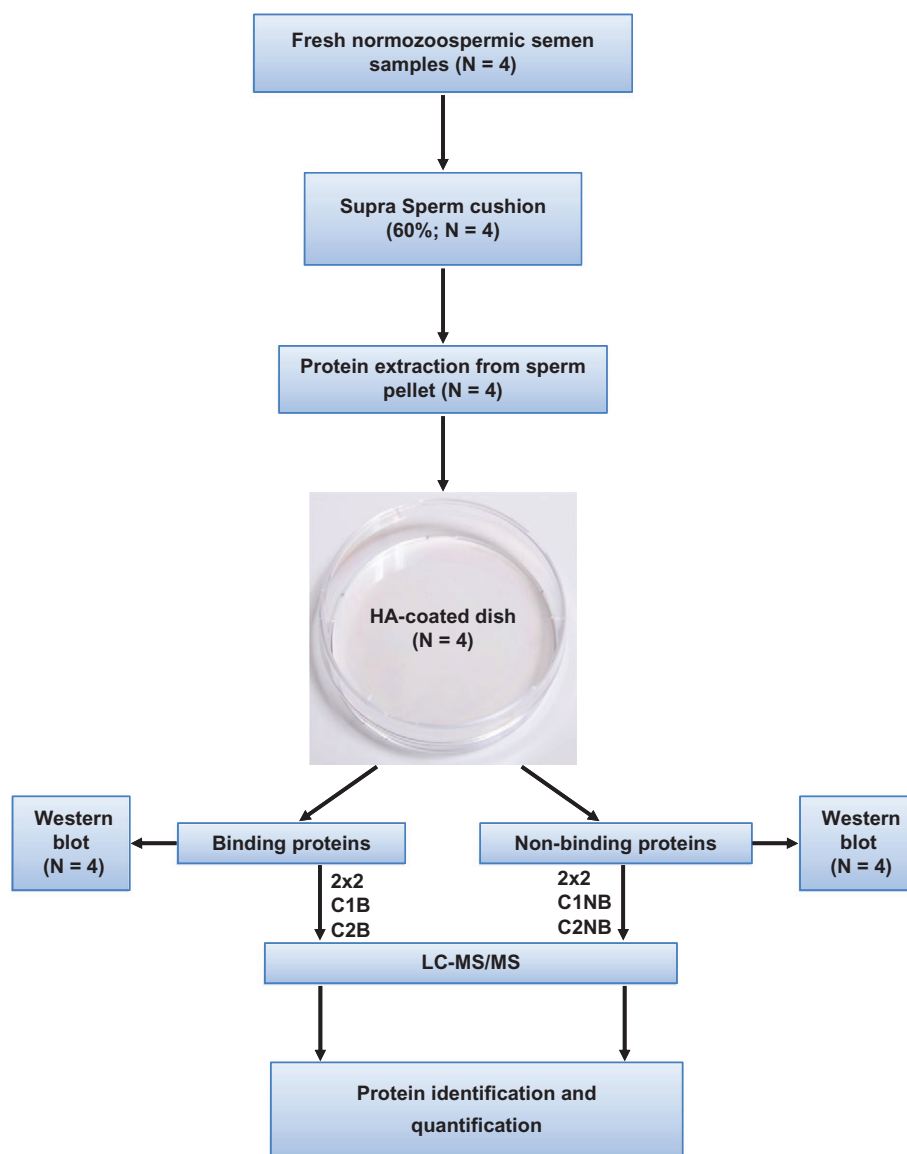 Fresh normozoospermic semen
samples (N = 4)
Supra Sperm cushion
(60%; N = 4)
Protein extraction from sperm
pellet (N = 4)
HA-coated dish
(N = 4)
Western
blot
(N = 4)
Binding proteins
Non-binding proteins
Western
blot
(N = 4)
2x2
C1B
C2B
2x2
C1NB
C2NB
LC-MS/MS
Protein identification and
quantification